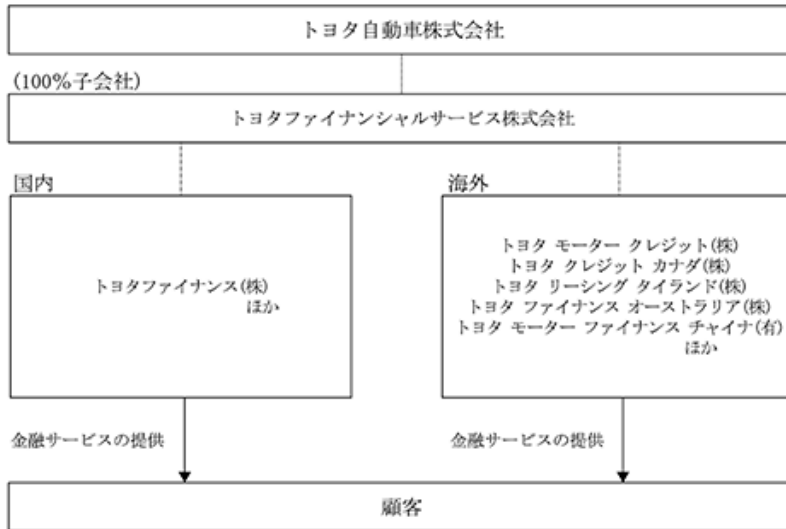 トヨタ自動車株式会社
(100%子会社)
トヨタファイナンシャルサービス株式会社
国内
トヨタファイナンス(株)
ほか
海外
トヨタ モーター クレジット(株)
トヨタ クレジット カナダ(株)
トヨタ リーシング タイランド(株)
トヨタ ファイナンス オーストラリア(株)
トヨタ モーター ファイナンス チャイナ(有)
ほか
金融サービスの提供
金融サービスの提供
顧客